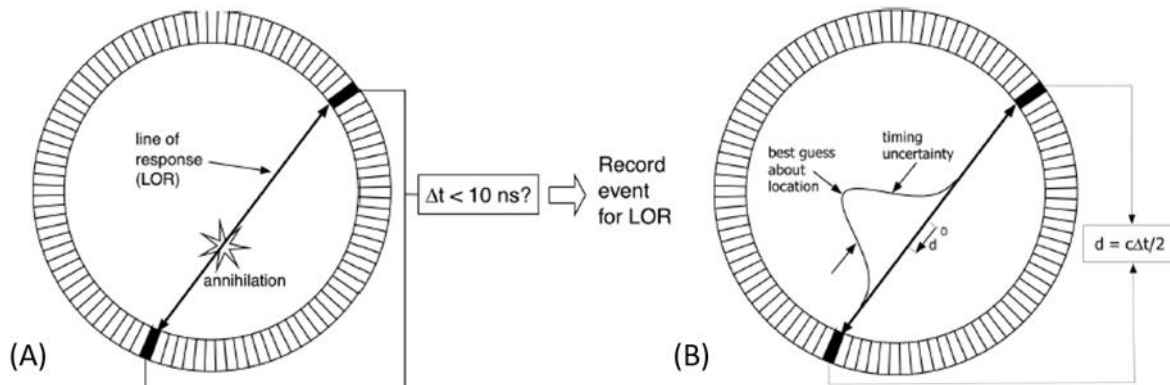 line of
response
(LOR)
annihilation
(A)
Δt < 10 ns?
Record
event
for LOR
best guess
about
location
timing
uncertainty
0
d
d = cΔt/2
(B)